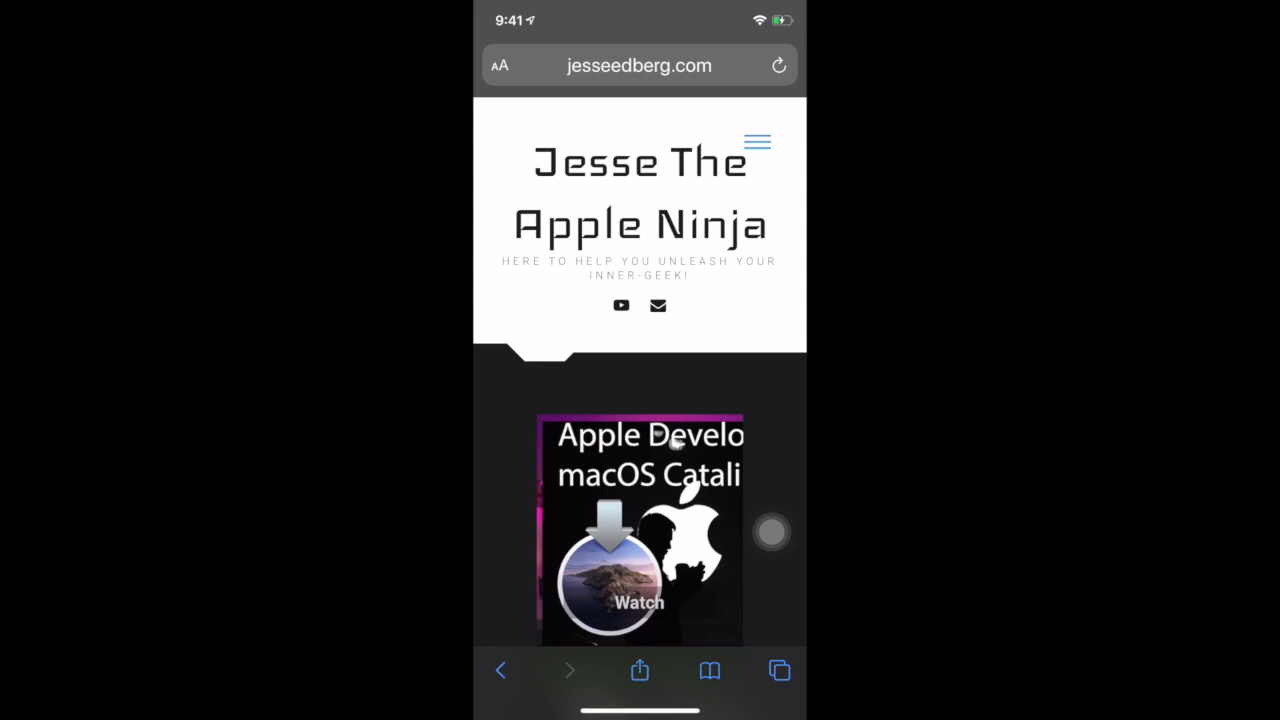 9:41
AA
jesseedberg.com
Jesse The
Apple Ninja
HERE TO HELP YOU UNLEASH YOUR
INNER-GEEK!
Apple Develo
macOS Catali
Watch